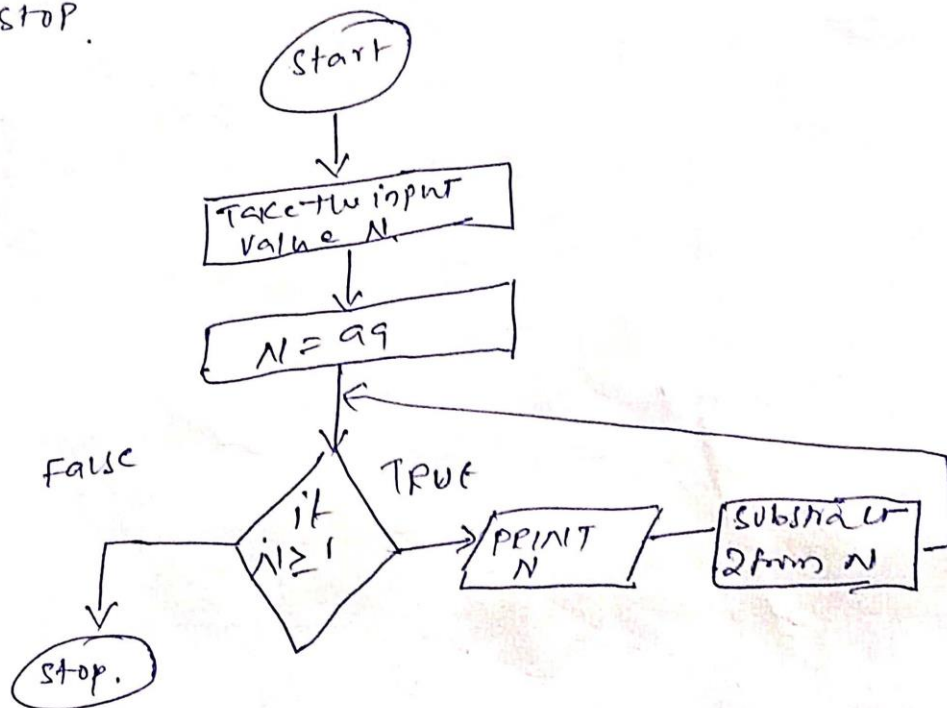 STOP.
Start
Take the input
value N.
N = 99
False
TRUE
if
N ≥ 1
PRINT
N
Substract
2 from N
Stop.